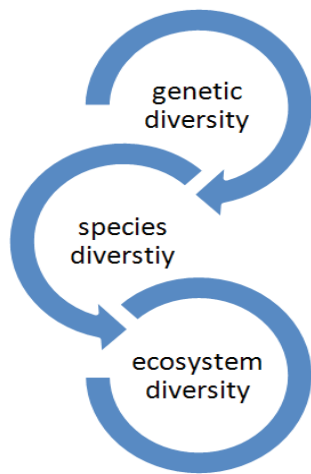 genetic
diversity
species
diverstiy
ecosystem
diversity